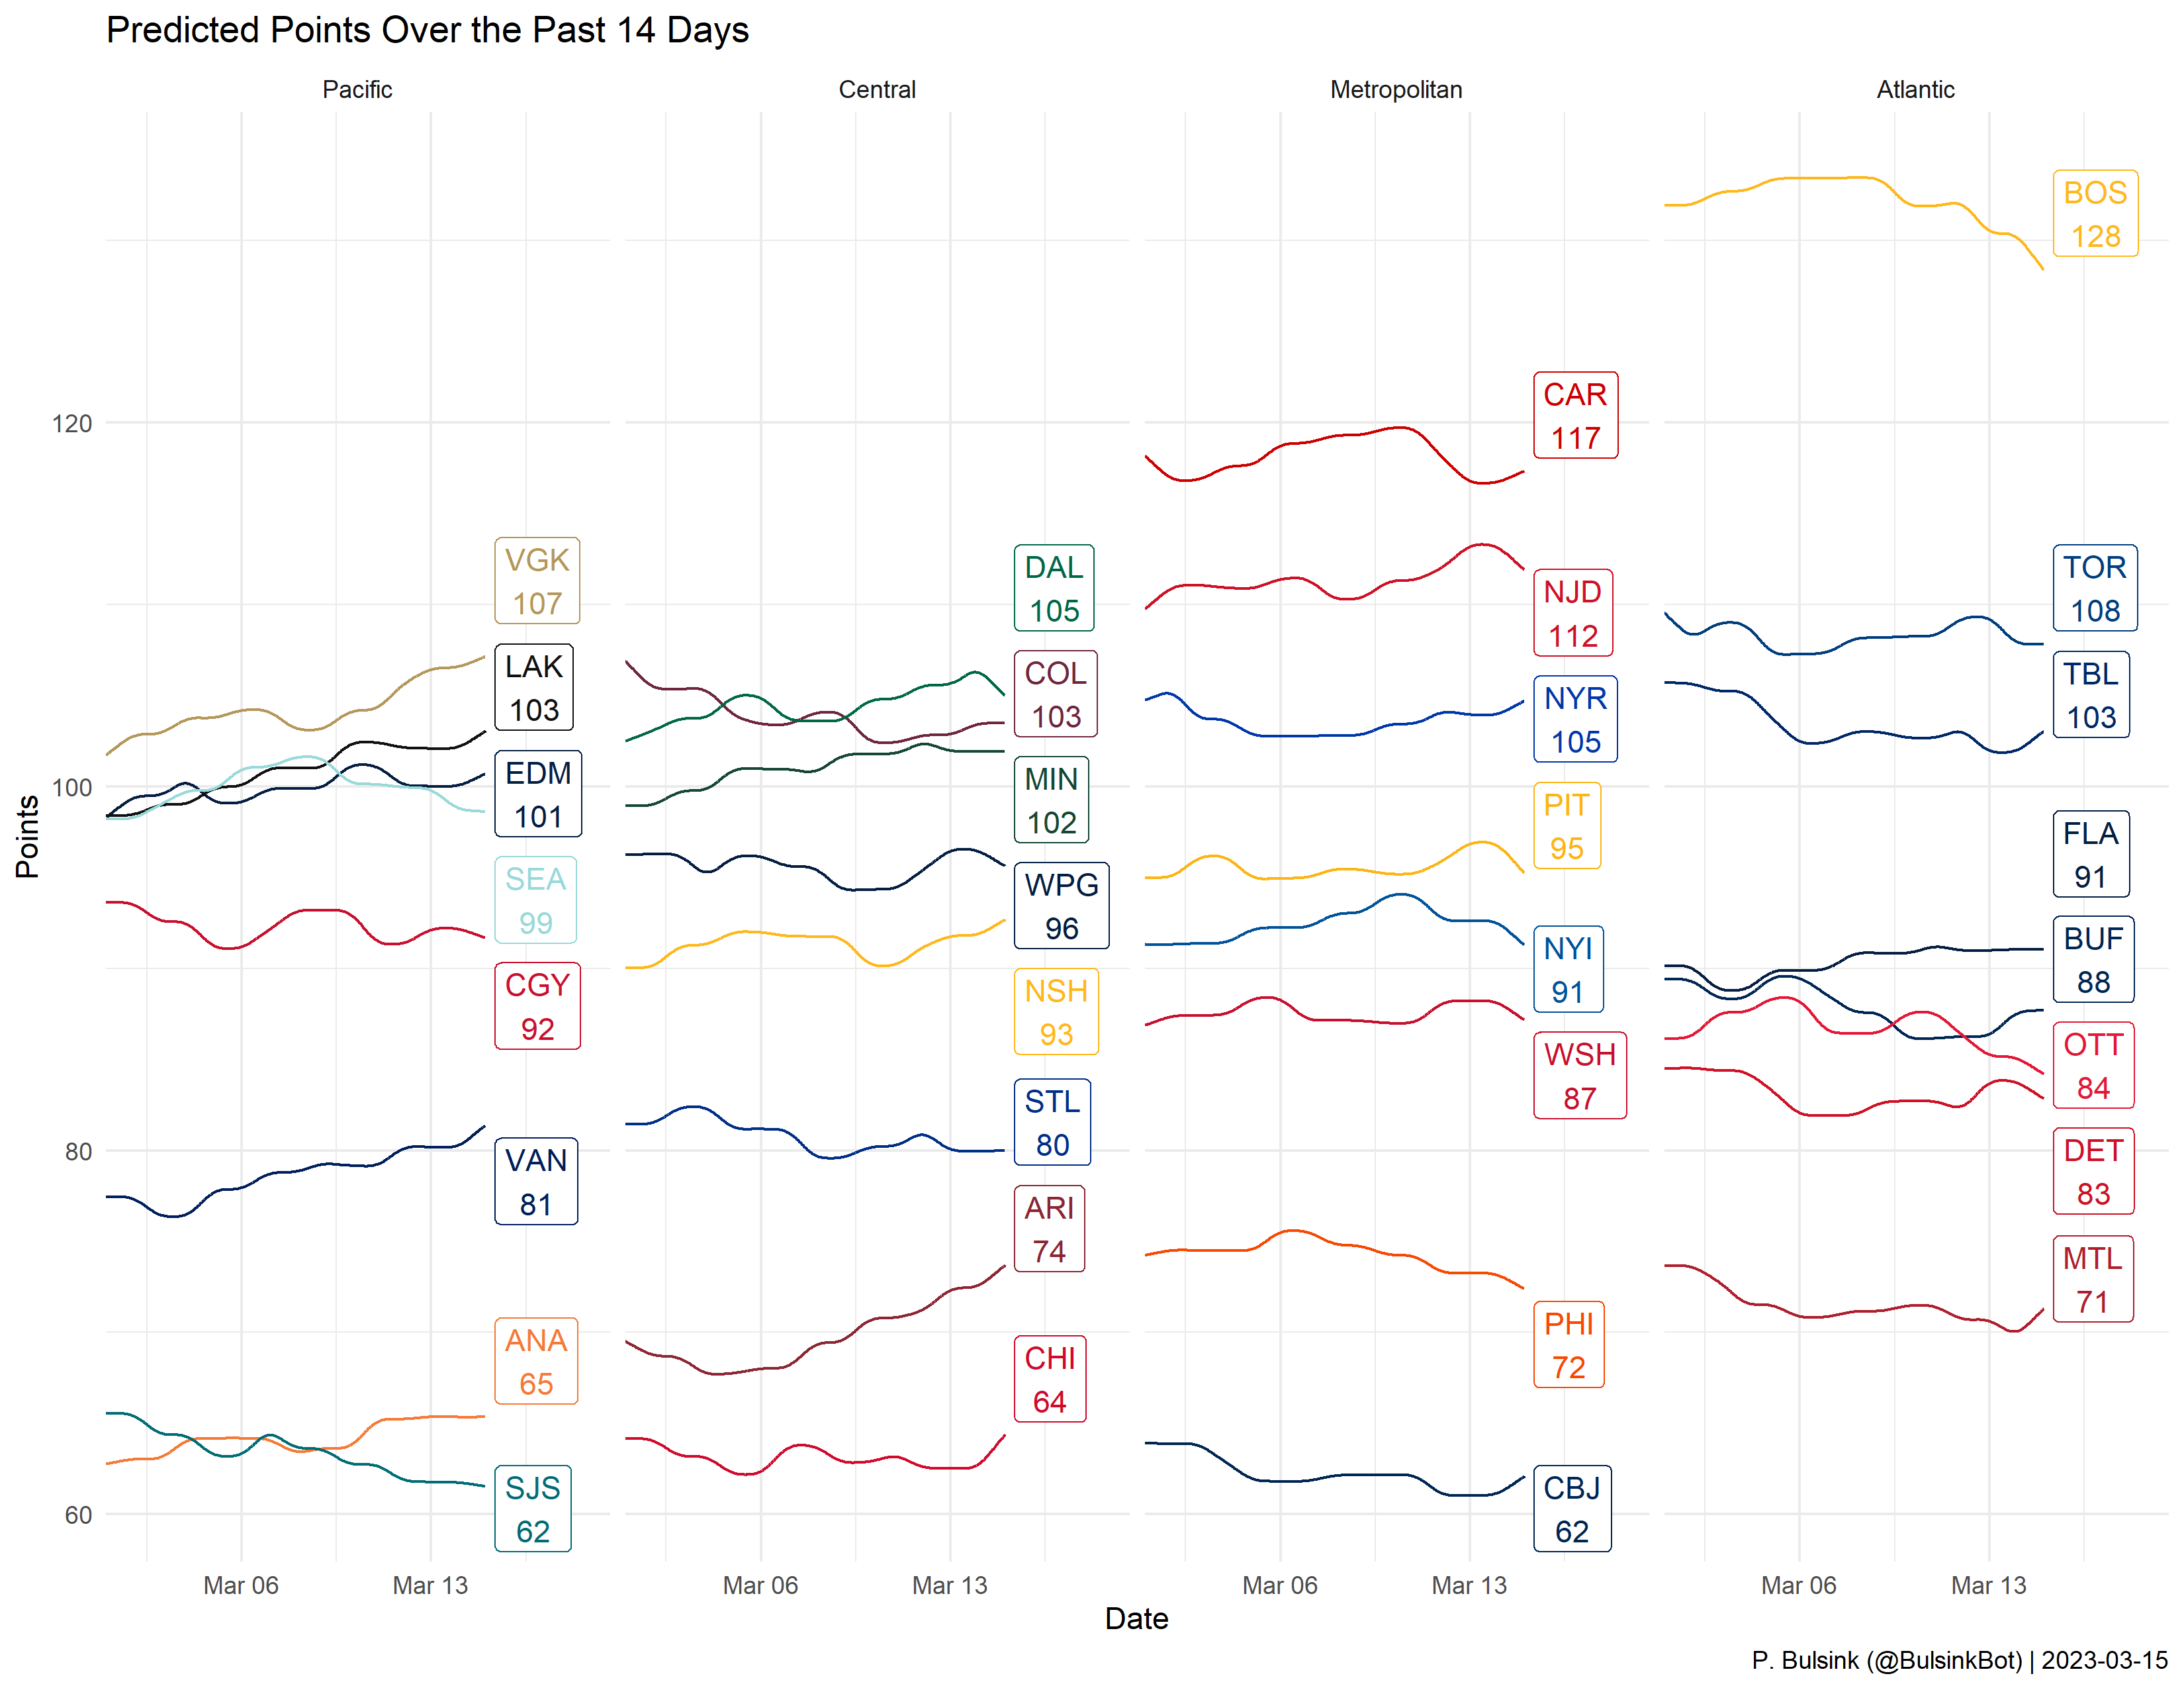 Predicted Points Over the Past 14 Days
Pacific
Central
Metropolitan
Atlantic
Points
120
100
80
60
VGK
107
LAK
103
EDM
101
SEA
99
CGY
92
VAN
81
ANA
65
SJS
62
DAL
105
COL
103
MIN
102
WPG
96
NSH
93
STL
80
ARI
74
CHI
64
CAR
117
NJD
112
NYR
105
PIT
95
NYI
91
WSH
87
PHI
72
CBJ
62
BOS
128
TOR
108
TBL
103
FLA
91
BUF
88
OTT
84
DET
83
MTL
71
Mar 06 Mar 13 Mar 06 Mar 13 Mar 06 Mar 13 Mar 06 Mar 13
Date
P. Bulsink (@BulsinkBot) | 2023-03-15